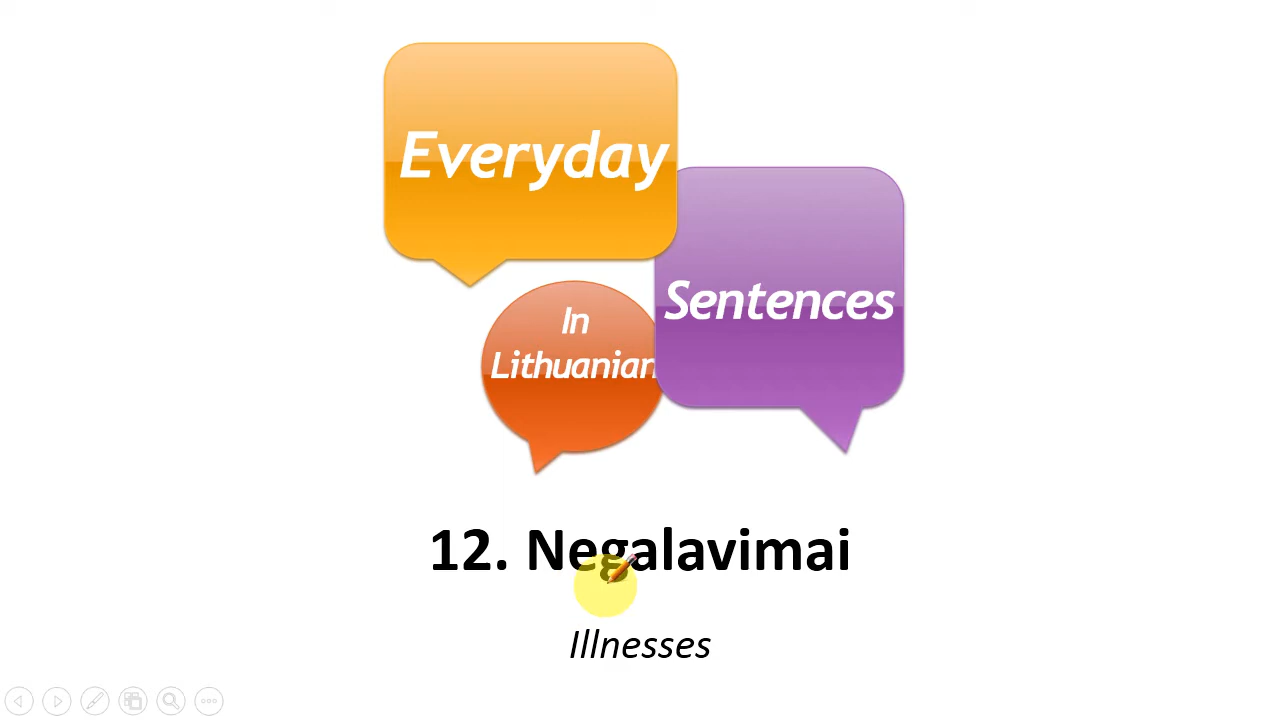 Everyday
Sentences
In
Lithuanian
12. Negalavimai
Illnesses